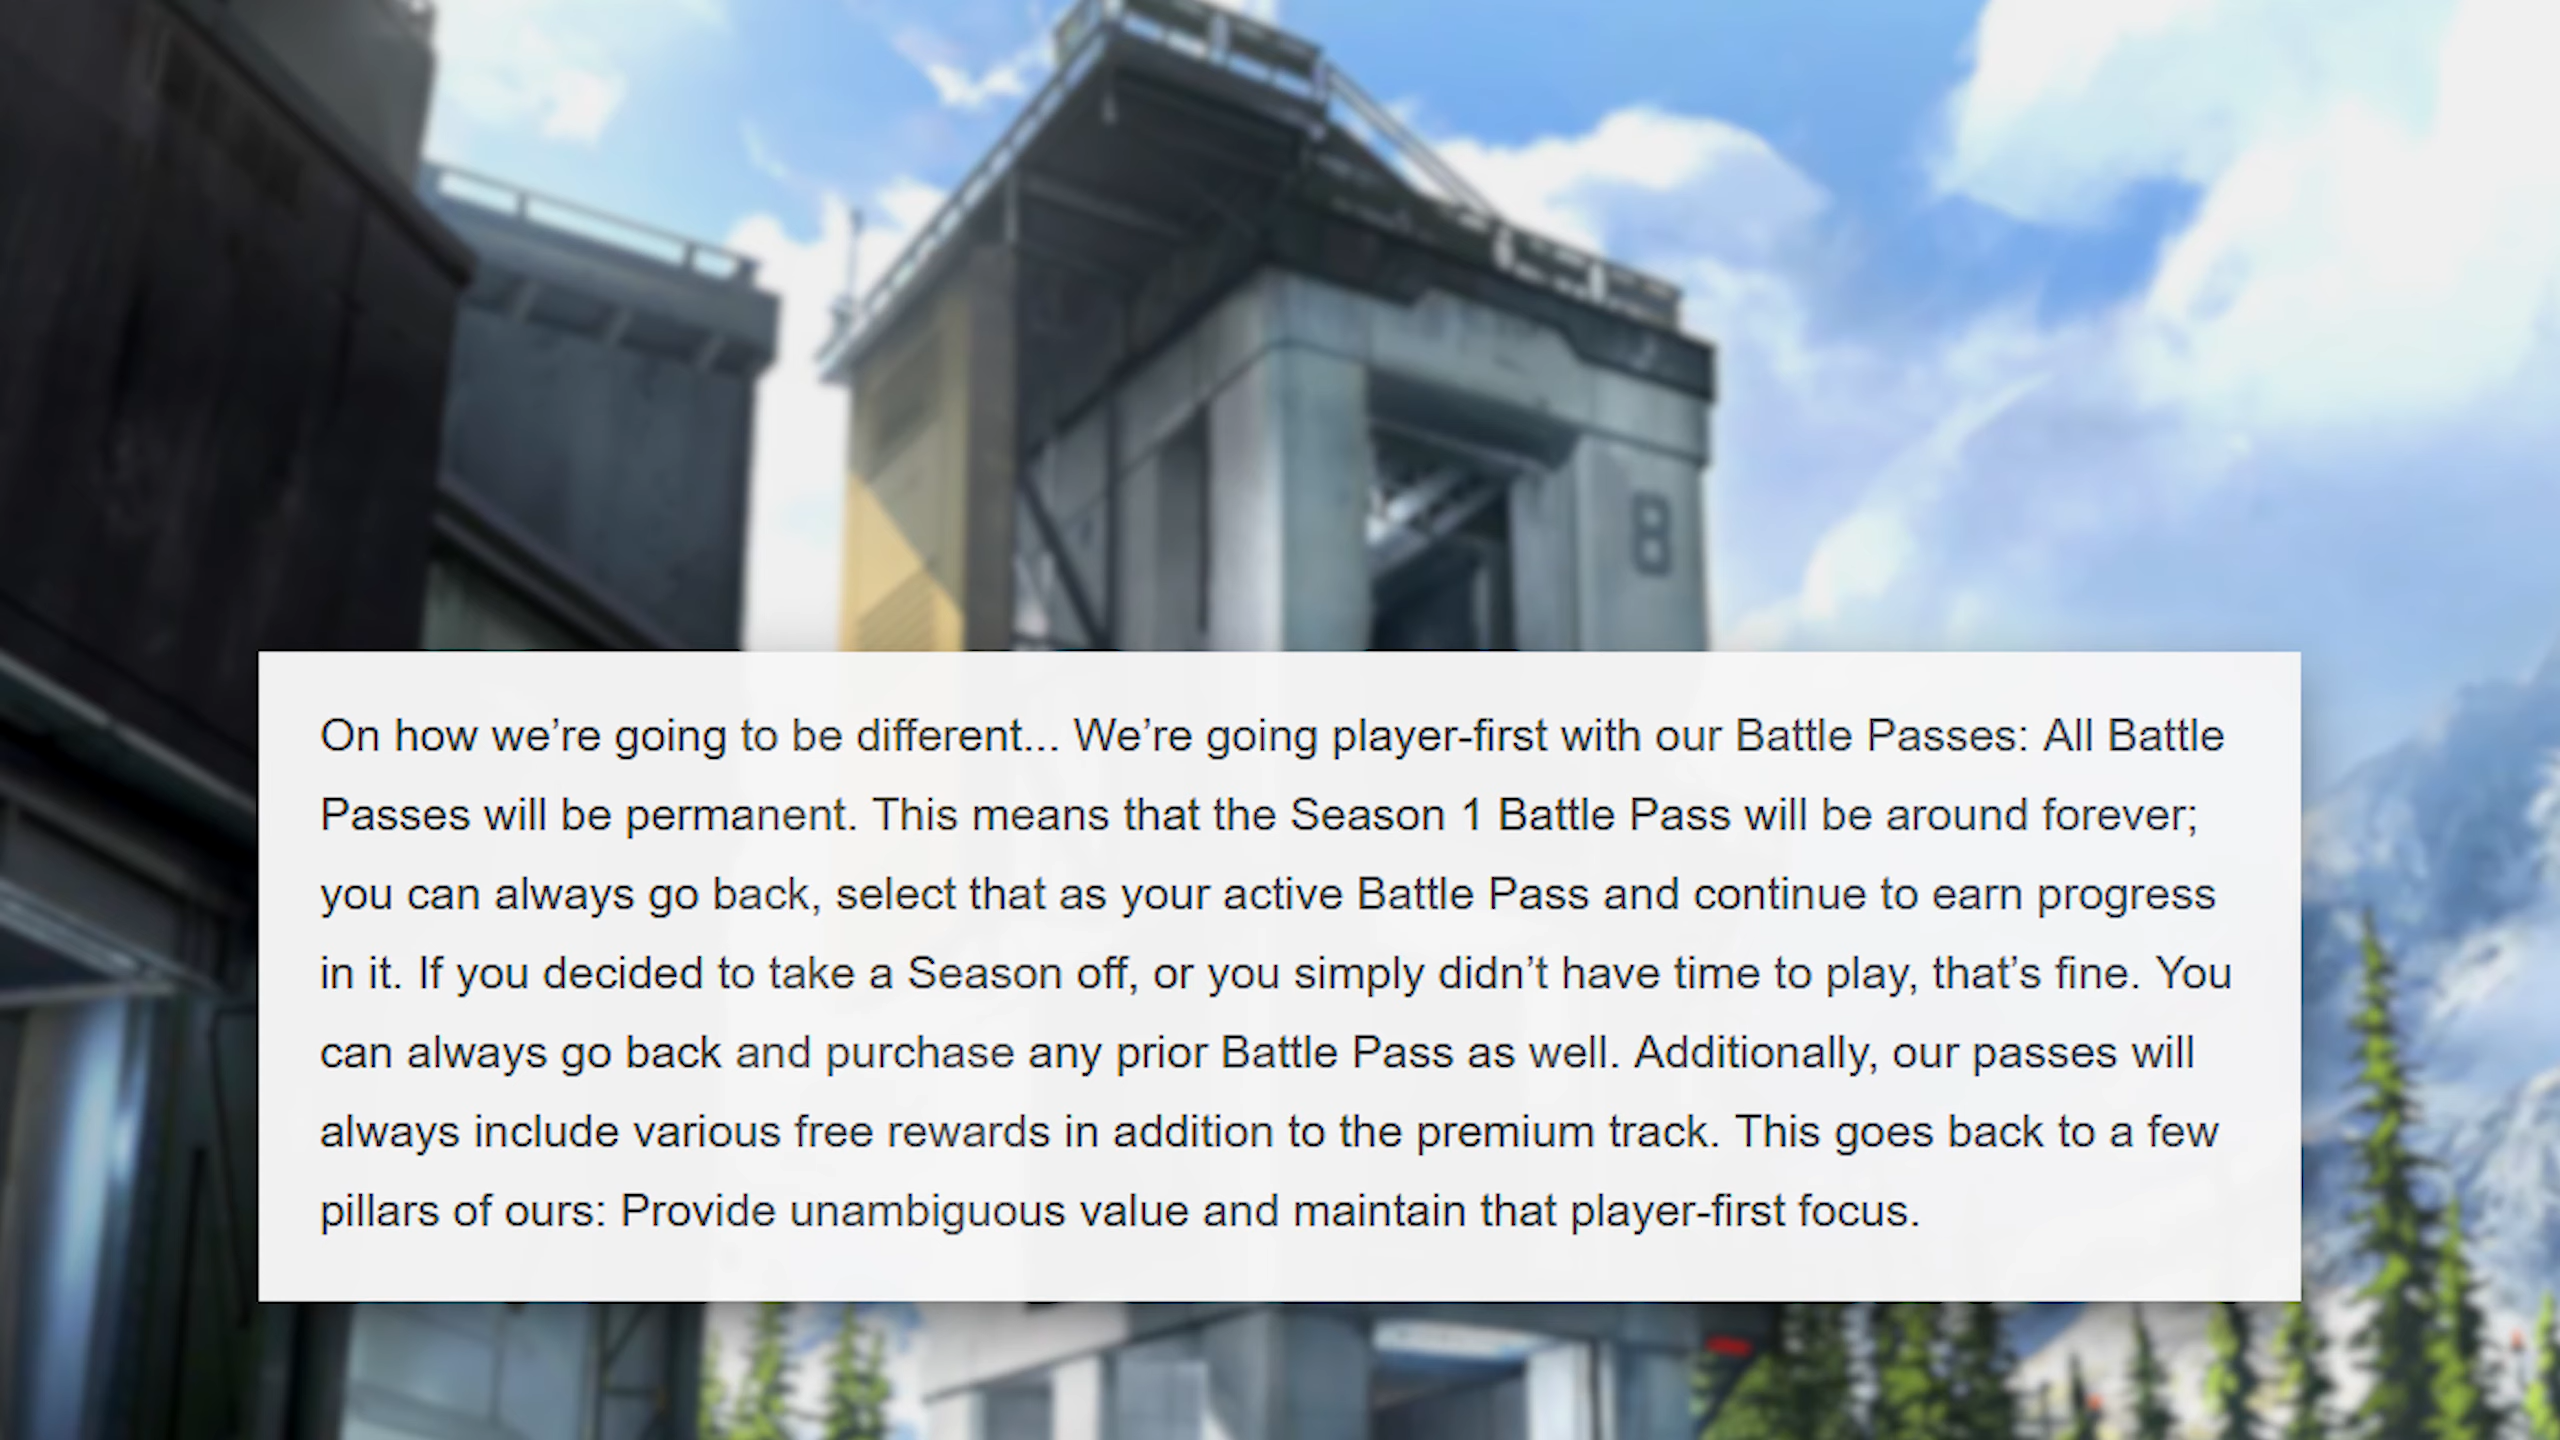 B
On how we’re going to be different... We’re going player-first with our Battle Passes: All Battle
Passes will be permanent. This means that the Season 1 Battle Pass will be around forever;
you can always go back, select that as your active Battle Pass and continue to earn progress
in it. If you decided to take a Season off, or you simply didn’t have time to play, that’s fine. You
can always go back and purchase any prior Battle Pass as well. Additionally, our passes will
always include various free rewards in addition to the premium track. This goes back to a few
pillars of ours: Provide unambiguous value and maintain that player-first focus.